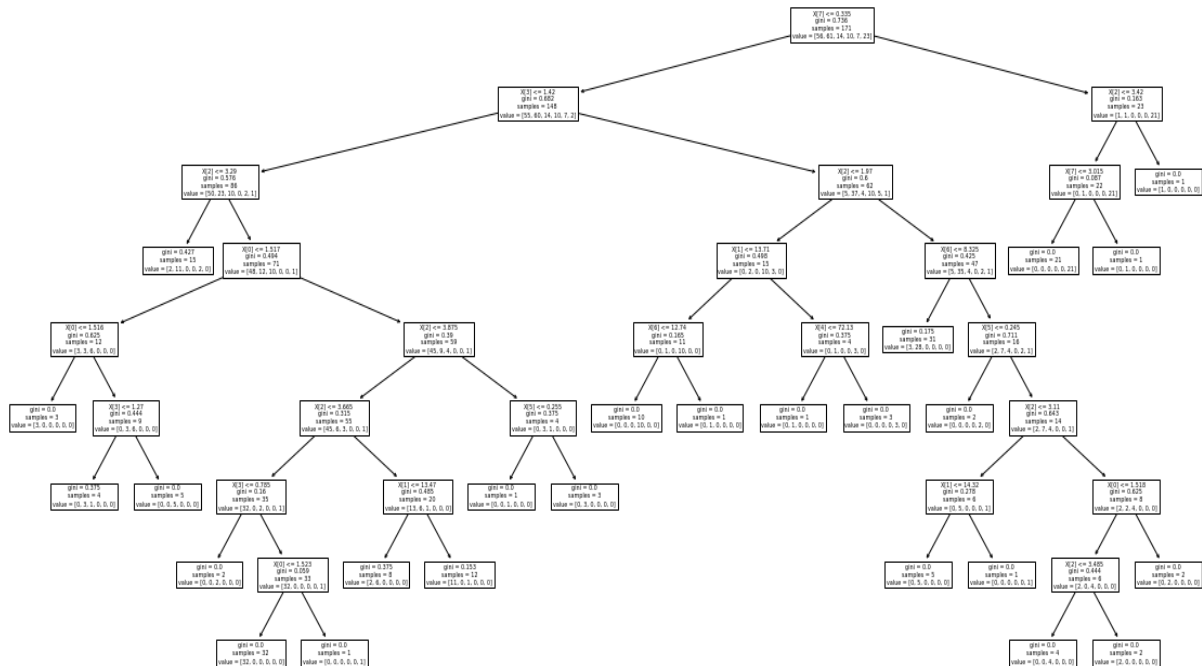 X[7] <= 0.335
gini = 0.736
samples = 171
value = [56, 61, 14, 10, 7, 23]
X[3] <= 1.42
gini = 0.682
samples = 148
value = [55, 60, 14, 10, 7, 2]
X[2] <= 3.42
gini = 0.163
samples = 23
value = [1, 1, 0, 0, 0, 21]
X[2] <= 3.29
gini = 0.576
samples = 86
value = [50, 23, 10, 0, 2, 1]
X[2] <= 1.97
gini = 0.6
samples = 62
value = [5, 37, 4, 10, 5, 1]
X[7] <= 3.015
gini = 0.087
samples = 22
value = [0, 1, 0, 0, 0, 21]
gini = 0.0
samples = 1
value = [1, 0, 0, 0, 0, 0]
gini = 0.427
samples = 15
value = [2, 11, 0, 0, 2, 0]
X[0] <= 1.517
gini = 0.494
samples = 71
value = [48, 12, 10, 0, 0, 1]
X[1] <= 13.71
gini = 0.498
samples = 15
value = [0, 2, 0, 10, 3, 0]
X[6] <= 8.325
gini = 0.425
samples = 47
value = [5, 35, 4, 0, 2, 1]
gini = 0.0
samples = 21
value = [0, 0, 0, 0, 0, 21]
gini = 0.0
samples = 1
value = [0, 1, 0, 0, 0, 0]
X[0] <= 1.516
gini = 0.625
samples = 12
value = [3, 3, 6, 0, 0, 0]
X[2] <= 3.875
gini = 0.39
samples = 59
value = [45, 9, 4, 0, 0, 1]
X[6] <= 12.74
gini = 0.165
samples = 11
value = [0, 1, 0, 10, 0, 0]
X[4] <= 72.13
gini = 0.375
samples = 4
value = [0, 1, 0, 0, 3, 0]
gini = 0.175
samples = 31
value = [3, 28, 0, 0, 0, 0]
X[5] <= 0.245
gini = 0.711
samples = 16
value = [2, 7, 4, 0, 2, 1]
gini = 0.0
samples = 3
value = [3, 0, 0, 0, 0, 0]
X[3] <= 1.27
gini = 0.444
samples = 9
value = [0, 3, 6, 0, 0, 0]
X[2] <= 3.665
gini = 0.315
samples = 55
value = [45, 6, 3, 0, 0, 1]
X[5] <= 0.255
gini = 0.375
samples = 4
value = [0, 3, 1, 0, 0, 0]
gini = 0.0
samples = 10
value = [0, 0, 0, 10, 0, 0]
gini = 0.0
samples = 1
value = [0, 1, 0, 0, 0, 0]
gini = 0.0
samples = 1
value = [0, 1, 0, 0, 0, 0]
gini = 0.0
samples = 3
value = [0, 0, 0, 0, 3, 0]
gini = 0.0
samples = 2
value = [0, 0, 0, 0, 2, 0]
X[2] <= 3.11
gini = 0.643
samples = 14
value = [2, 7, 4, 0, 0, 1]
gini = 0.375
samples = 4
value = [0, 3, 1, 0, 0, 0]
gini = 0.0
samples = 5
value = [0, 0, 5, 0, 0, 0]
X[3] <= 0.785
gini = 0.16
samples = 35
value = [32, 0, 2, 0, 0, 1]
X[1] <= 13.47
gini = 0.485
samples = 20
value = [13, 6, 1, 0, 0, 0]
gini = 0.0
samples = 1
value = [0, 0, 1, 0, 0, 0]
gini = 0.0
samples = 3
value = [0, 3, 0, 0, 0, 0]
X[1] <= 14.32
gini = 0.278
samples = 6
value = [0, 5, 0, 0, 0, 1]
X[0] <= 1.518
gini = 0.625
samples = 8
value = [2, 2, 4, 0, 0, 0]
gini = 0.0
samples = 2
value = [0, 0, 2, 0, 0, 0]
X[0] <= 1.523
gini = 0.059
samples = 33
value = [32, 0, 0, 0, 0, 1]
gini = 0.375
samples = 8
value = [2, 6, 0, 0, 0, 0]
gini = 0.153
samples = 12
value = [11, 0, 1, 0, 0, 0]
gini = 0.0
samples = 5
value = [0, 5, 0, 0, 0, 0]
gini = 0.0
samples = 1
value = [0, 0, 0, 0, 0, 1]
X[2] <= 3.485
gini = 0.444
samples = 6
value = [2, 0, 4, 0, 0, 0]
gini = 0.0
samples = 2
value = [0, 2, 0, 0, 0, 0]
gini = 0.0
samples = 32
value = [32, 0, 0, 0, 0, 0]
gini = 0.0
samples = 1
value = [0, 0, 0, 0, 0, 1]
gini = 0.0
samples = 4
value = [0, 0, 4, 0, 0, 0]
gini = 0.0
samples = 2
value = [2, 0, 0, 0, 0, 0]